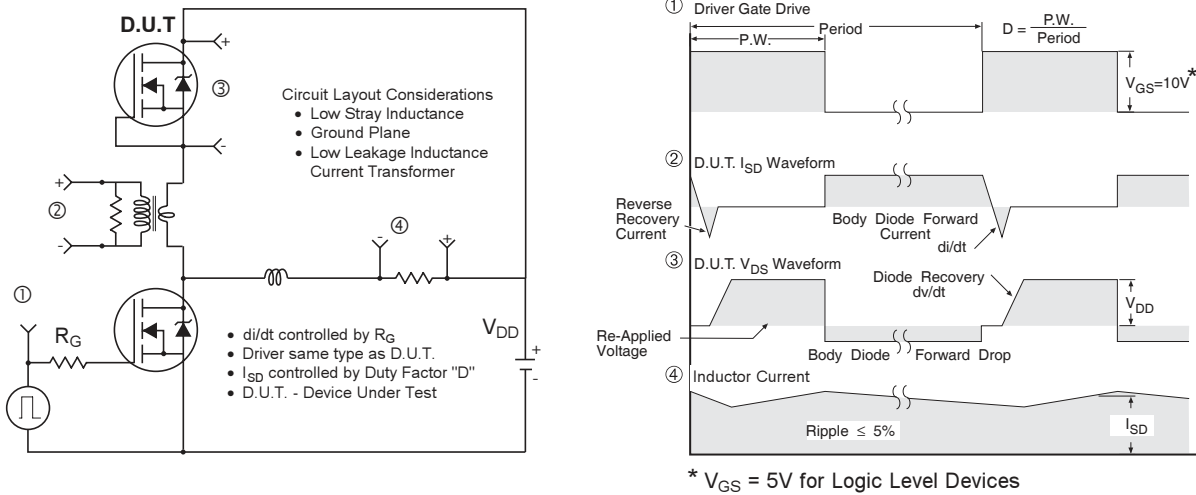 D.U.T
+
③
-
Circuit Layout Considerations
• Low Stray Inductance
• Ground Plane
• Low Leakage Inductance
Current Transformer
+
②
-
④
-
+
①
R_G
V_DD
+
-
• di/dt controlled by R_G
• Driver same type as D.U.T.
• I_SD controlled by Duty Factor "D"
• D.U.T. - Device Under Test
① Driver Gate Drive
P.W.
Period
D = P.W. / Period
V_GS=10V*
② D.U.T. I_SD Waveform
Reverse
Recovery
Current
Body Diode Forward
Current
di/dt
③ D.U.T. V_DS Waveform
Diode Recovery
dv/dt
V_DD
Re-Applied
Voltage
Body Diode Forward Drop
④ Inductor Current
Ripple ≤ 5%
I_SD
* V_GS = 5V for Logic Level Devices